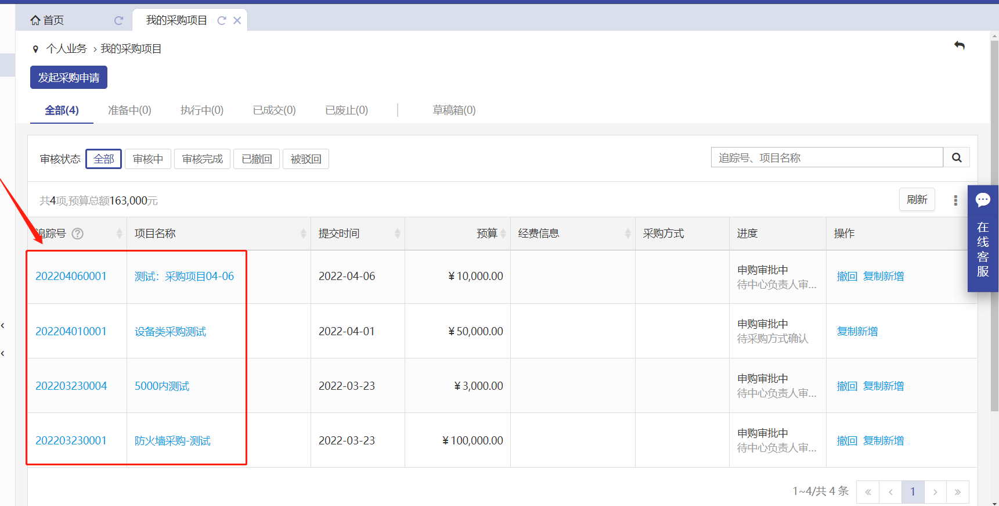 首页
我的采购项目
个人业务 › 我的采购项目
发起采购申请
全部(4) 准备中(0) 执行中(0) 已成交(0) 已废止(0) 草稿箱(0)
审核状态 全部 审核中 审核完成 已撤回 被驳回
追踪号、项目名称
共4项,预算总额163,000元
刷新
追踪号 项目名称 提交时间 预算 经费信息 采购方式 进度 操作
202204060001 测试：采购项目04-06 2022-04-06 ¥10,000.00 申购审批中 撤回 复制新增
待中心负责人审...
202204010001 设备类采购测试 2022-04-01 ¥50,000.00 申购审批中 复制新增
待采购方式确认
202203230004 5000内测试 2022-03-23 ¥3,000.00 申购审批中 撤回 复制新增
待中心负责人审...
202203230001 防火墙采购-测试 2022-03-23 ¥100,000.00 申购审批中 撤回 复制新增
待中心负责人审...
1~4/共 4 条 « ‹ 1 › »
在线客服